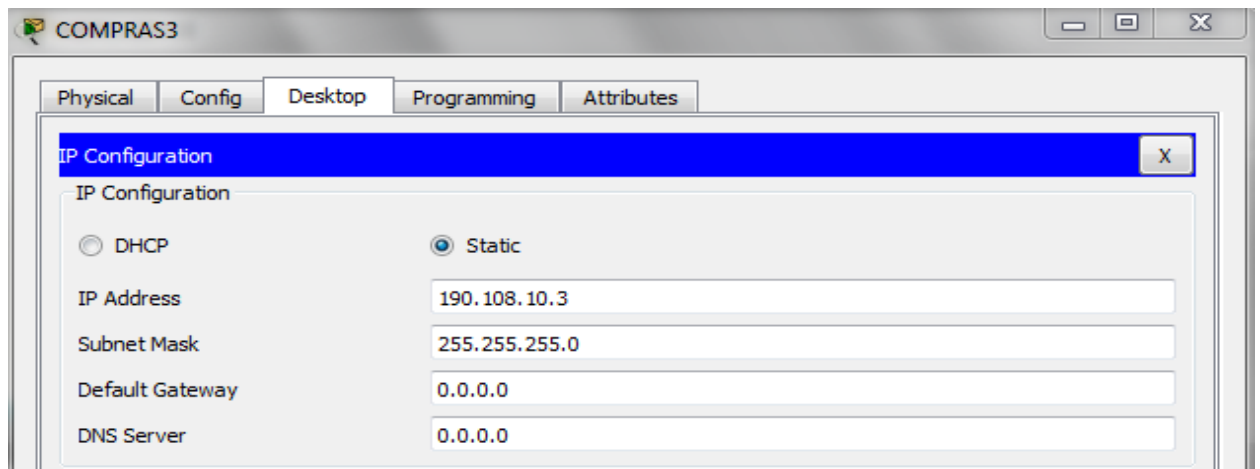 COMPRAS3
Physical Config Desktop Programming Attributes
IP Configuration X
IP Configuration
DHCP Static
IP Address 190.108.10.3
Subnet Mask 255.255.255.0
Default Gateway 0.0.0.0
DNS Server 0.0.0.0